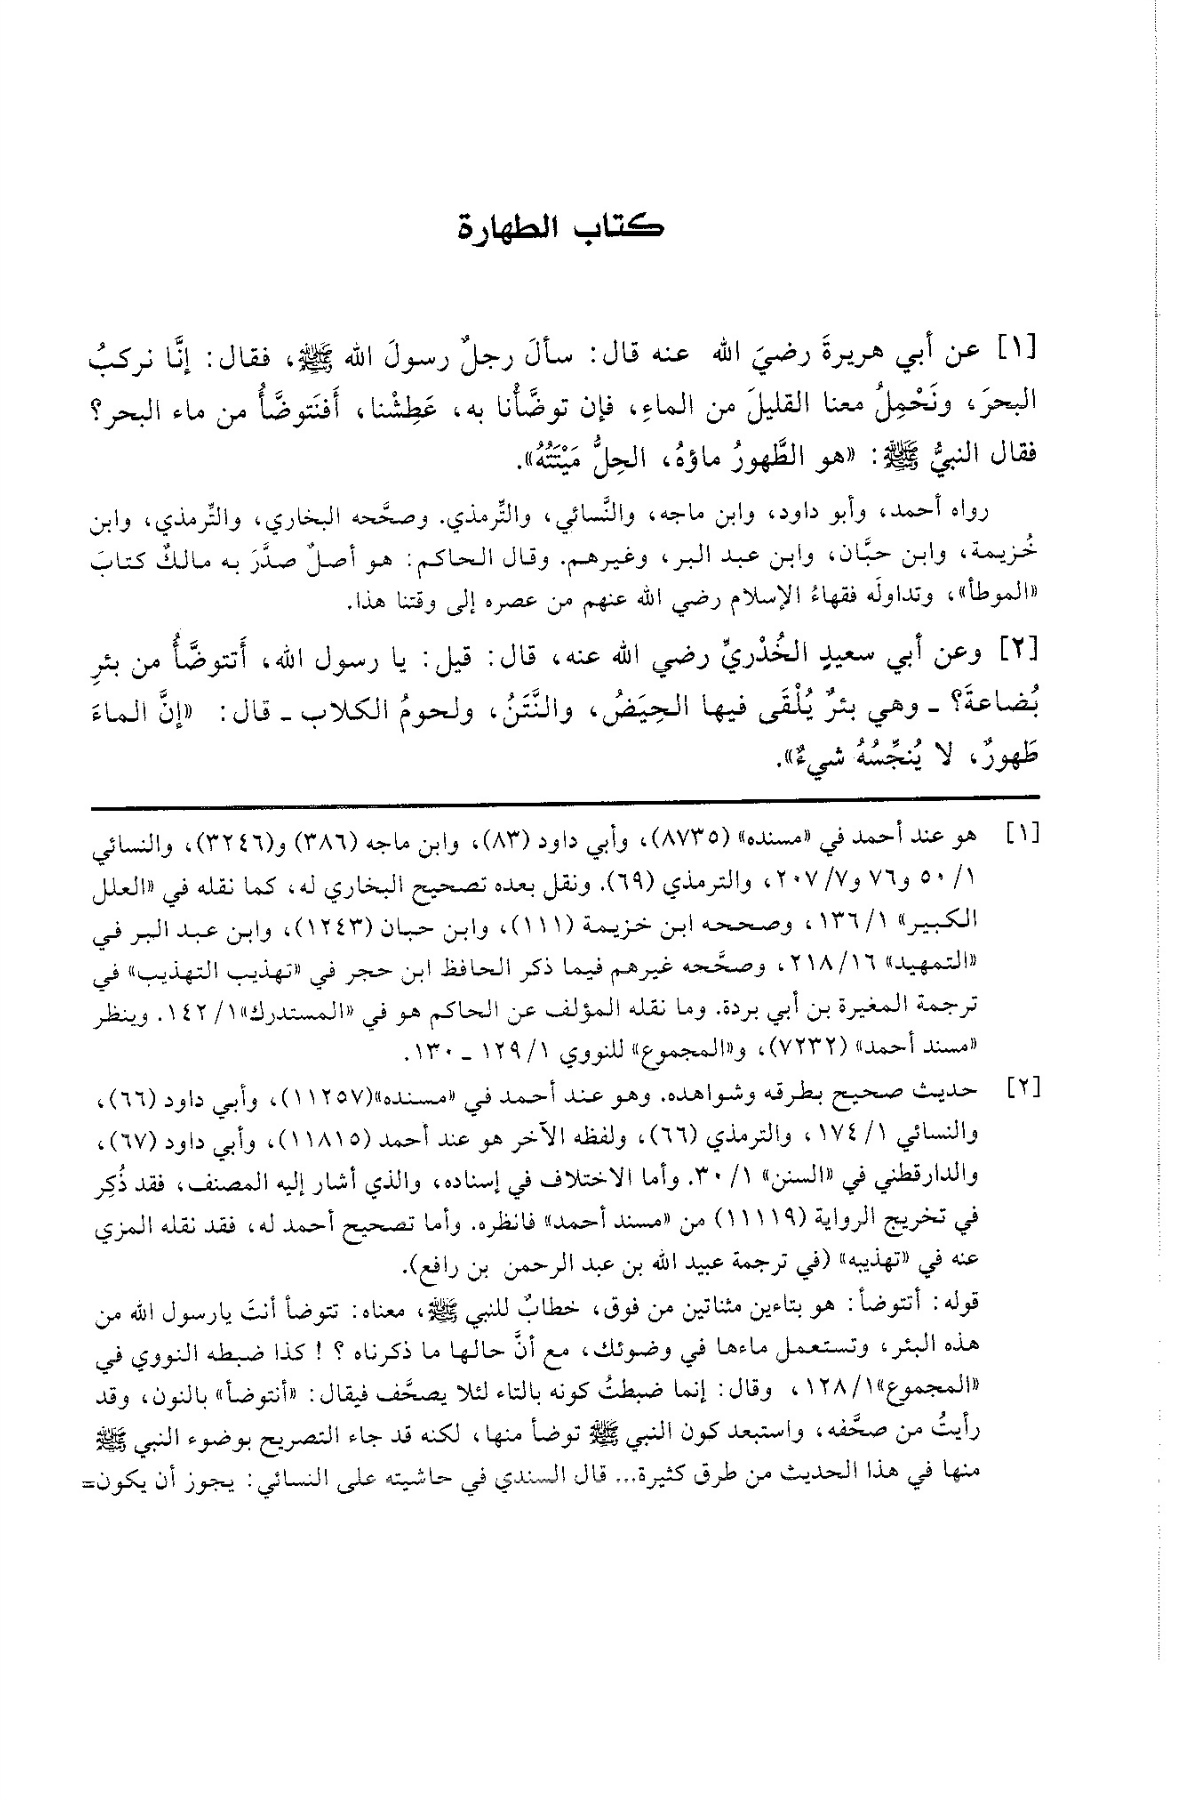 كتاب الطهارة
[١] عن أبي هريرةَ رضيَ الله عنه قال: سألَ رجلٌ رسولَ الله ﷺ، فقال: إنَّا نركبُ
البحرَ، ونَحْمِلُ معنا القليلَ من الماءِ، فإن توضَّأْنا به، عَطِشْنا، أَفنَتوضَّأُ من ماء البحر؟
فقال النبيُّ ﷺ: «هو الطَّهورُ ماؤهُ، الحِلُّ مَيْتَتُهُ».
رواه أحمد، وأبو داود، وابن ماجه، والنَّسائي، والتِّرمذي. وصحَّحه البخاري، والتِّرمذي، وابن
خُزيمة، وابن حبَّان، وابن عبد البر، وغيرهم. وقال الحاكم: هو أصلٌ صدَّرَ به مالكٌ كتابَ
«الموطأ»، وتداولَه فقهاءُ الإسلام رضي الله عنهم من عصره إلى وقتنا هذا.
[٢] وعن أبي سعيدٍ الخُدْريِّ رضي الله عنه، قال: قيل: يا رسول الله، أَتتوضَّأُ من بئرِ
بُضاعةَ؟ ـ وهي بئرٌ يُلْقَى فيها الحِيَضُ، والنَّتَنُ، ولحومُ الكلاب ـ قال: «إنَّ الماءَ
طَهورٌ، لا يُنجِّسُهُ شيءٌ».
[١] هو عند أحمد في «مسنده» (٨٧٣٥)، وأبي داود (٨٣)، وابن ماجه (٣٨٦) و(٣٢٤٦)، والنسائي
١/ ٥٠ و٧٦ و٧/ ٢٠٧، والترمذي (٦٩). ونقل بعده تصحيح البخاري له، كما نقله في «العلل
الكبير» ١/ ١٣٦، وصححه ابن خزيمة (١١١)، وابن حبان (١٢٤٣)، وابن عبد البر في
«التمهيد» ١٦/ ٢١٨، وصحَّحه غيرهم فيما ذكر الحافظ ابن حجر في «تهذيب التهذيب» في
ترجمة المغيرة بن أبي بردة. وما نقله المؤلف عن الحاكم هو في «المستدرك»١/ ١٤٢. وينظر
«مسند أحمد» (٧٢٣٢)، و«المجموع» للنووي ١/ ١٢٩ ـ ١٣٠.
[٢] حديث صحيح بطرقه وشواهده. وهو عند أحمد في «مسنده»(١١٢٥٧)، وأبي داود (٦٦)،
والنسائي ١/ ١٧٤، والترمذي (٦٦)، ولفظه الآخر هو عند أحمد (١١٨١٥)، وأبي داود (٦٧)،
والدارقطني في «السنن» ١/ ٣٠. وأما الاختلاف في إسناده، والذي أشار إليه المصنف، فقد ذُكِر
في تخريج الرواية (١١١١٩) من «مسند أحمد» فانظره. وأما تصحيح أحمد له، فقد نقله المزي
عنه في «تهذيبه» (في ترجمة عبيد الله بن عبد الرحمن بن رافع).
قوله: أتتوضأ: هو بتاءين مثناتين من فوق، خطابٌ للنبي ﷺ، معناه: تتوضأ أنتَ يارسول الله من
هذه البئر، وتستعمل ماءها في وضوئك، مع أنَّ حالها ما ذكرناه ؟ ! كذا ضبطه النووي في
«المجموع»١/ ١٢٨، وقال: إنما ضبطتُ كونه بالتاء لئلا يصحَّف فيقال: «أنتوضأ» بالنون، وقد
رأيتُ من صحَّفه، واستبعد كون النبي ﷺ توضأ منها، لكنه قد جاء التصريح بوضوء النبي ﷺ
منها في هذا الحديث من طرق كثيرة... قال السندي في حاشيته على النسائي: يجوز أن يكون=